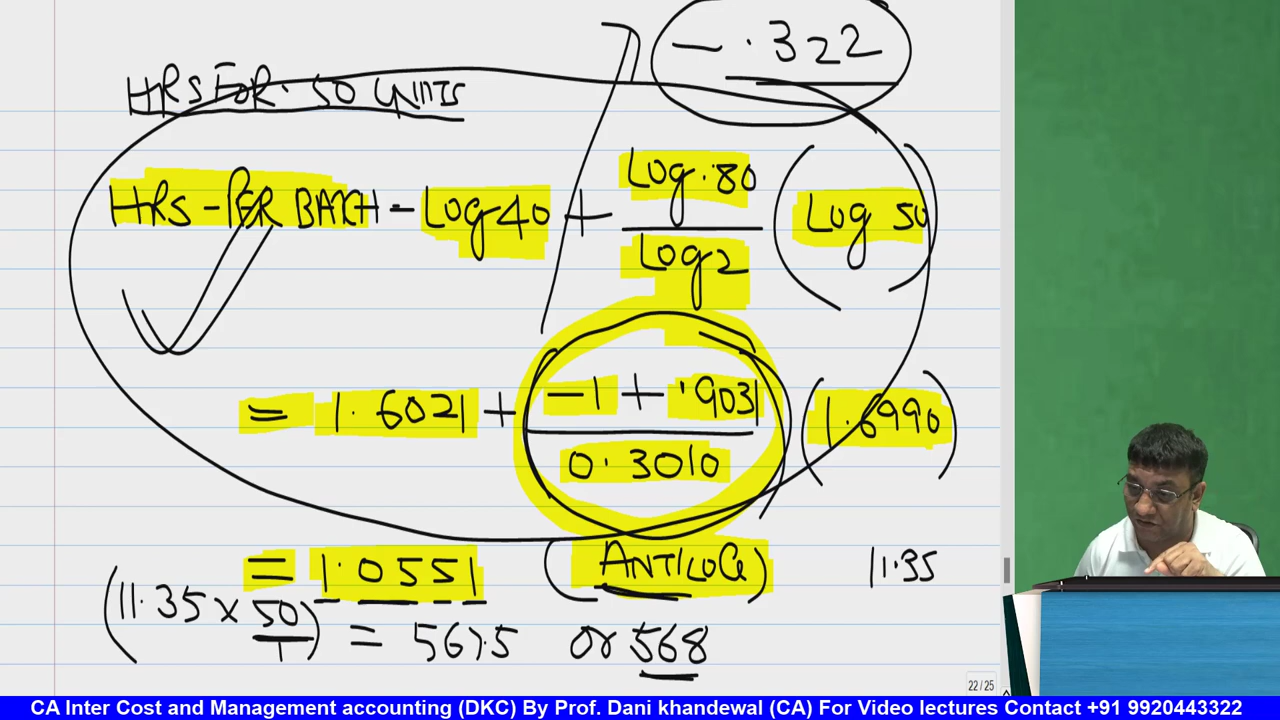 - .322
HRS FOR. 50 UNITS
HRS - PER BATCH - Log 40 + Log .80 / Log 2 (Log 50)
= 1.6021 + -1 + .9031 / 0.3010 (1.6990)
= 1.0551 (ANTILOG) 11.35
(11.35 x 50 / 1) = 567.5 or 568
22 / 25
CA Inter Cost and Management accounting (DKC) By Prof. Dani khandewal (CA) For Video lectures Contact +91 9920443322